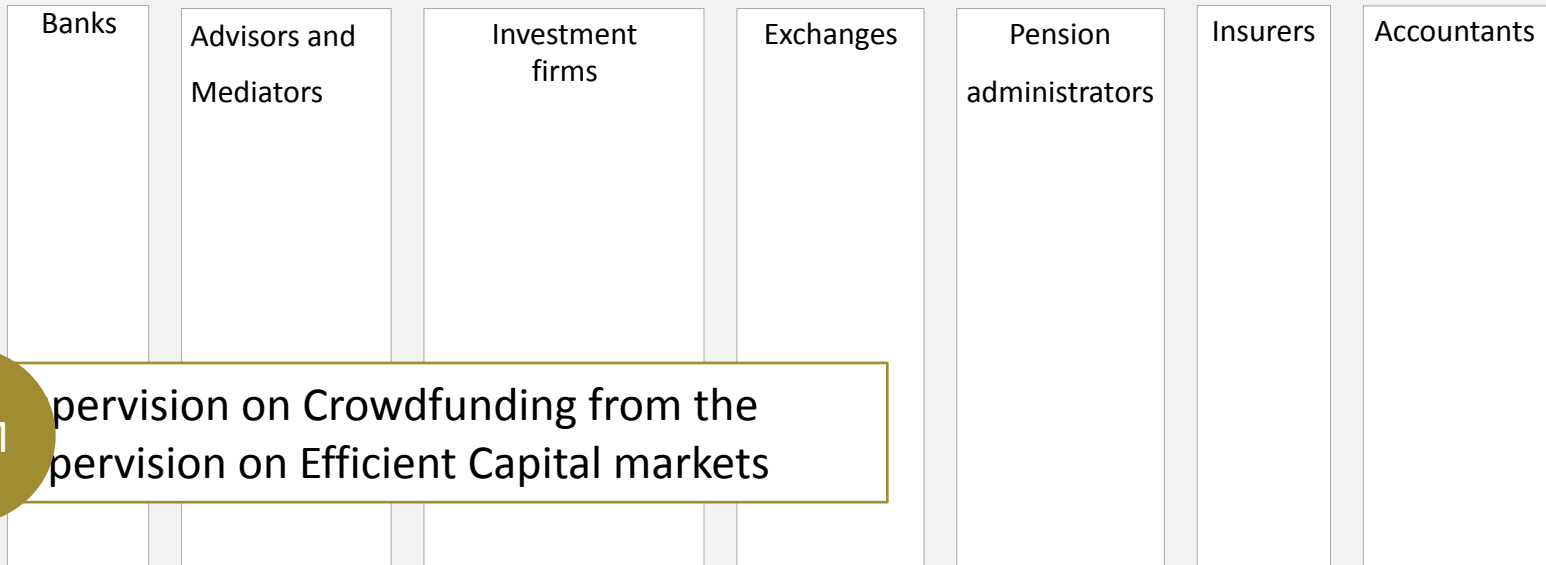 Banks
Advisors and
Mediators
Investment
firms
Exchanges
Pension
administrators
Insurers
Accountants
pervision on Crowdfunding from the
pervision on Efficient Capital markets